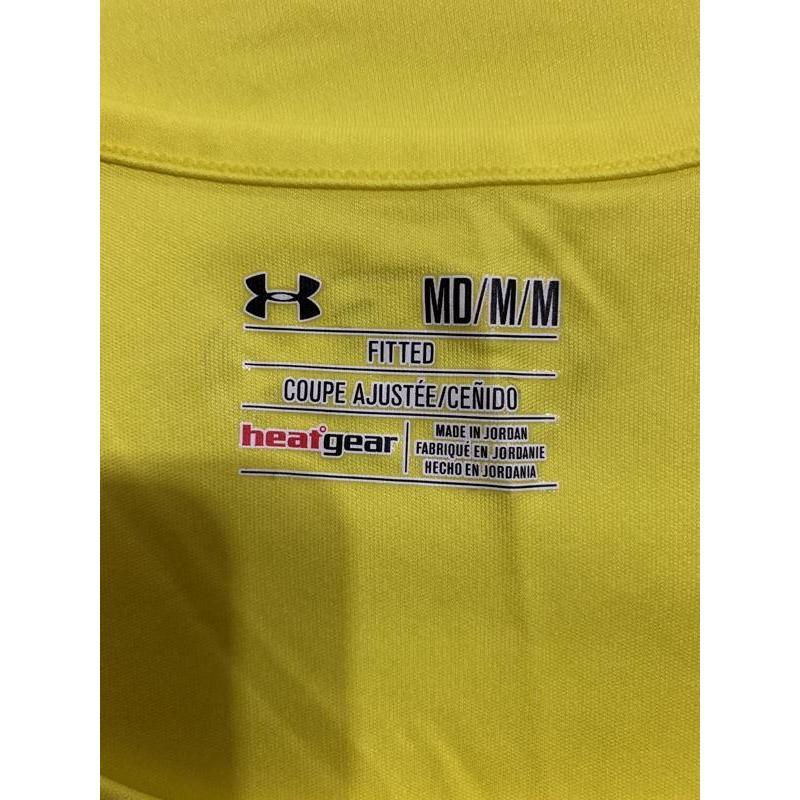 MD/M/M
FITTED
COUPE AJUSTÉE/CEÑIDO
heatgear
MADE IN JORDAN
FABRIQUÉ EN JORDANIE
HECHO EN JORDANIA